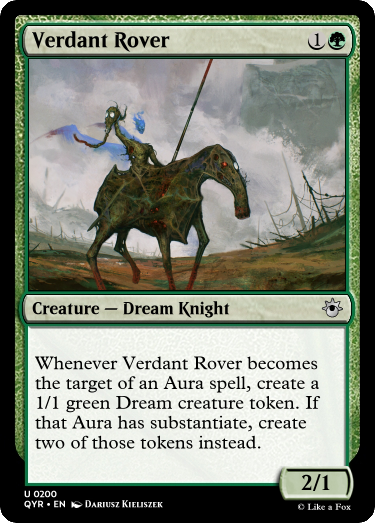 Verdant Rover 1
Creature — Dream Knight
Whenever Verdant Rover becomes
the target of an Aura spell, create a
1/1 green Dream creature token. If
that Aura has substantiate, create
two of those tokens instead.
2/1
U 0200
QYR • EN Dariusz Kieliszek
© Like a Fox